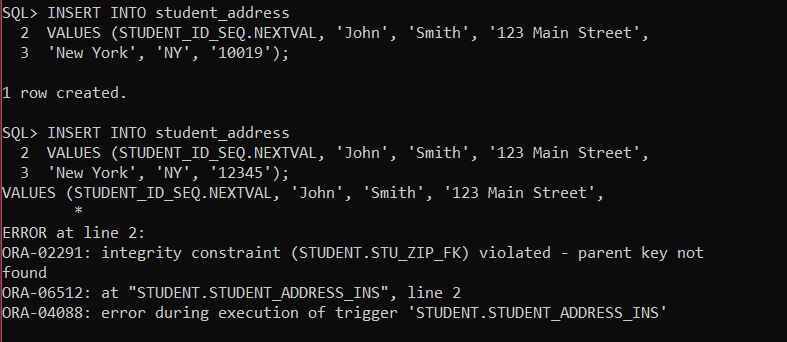 SQL> INSERT INTO student_address
  2  VALUES (STUDENT_ID_SEQ.NEXTVAL, 'John', 'Smith', '123 Main Street',
  3  'New York', 'NY', '10019');
1 row created.
SQL> INSERT INTO student_address
  2  VALUES (STUDENT_ID_SEQ.NEXTVAL, 'John', 'Smith', '123 Main Street',
  3  'New York', 'NY', '12345');
VALUES (STUDENT_ID_SEQ.NEXTVAL, 'John', 'Smith', '123 Main Street',
        *
ERROR at line 2:
ORA-02291: integrity constraint (STUDENT.STU_ZIP_FK) violated - parent key not
found
ORA-06512: at "STUDENT.STUDENT_ADDRESS_INS", line 2
ORA-04088: error during execution of trigger 'STUDENT.STUDENT_ADDRESS_INS'